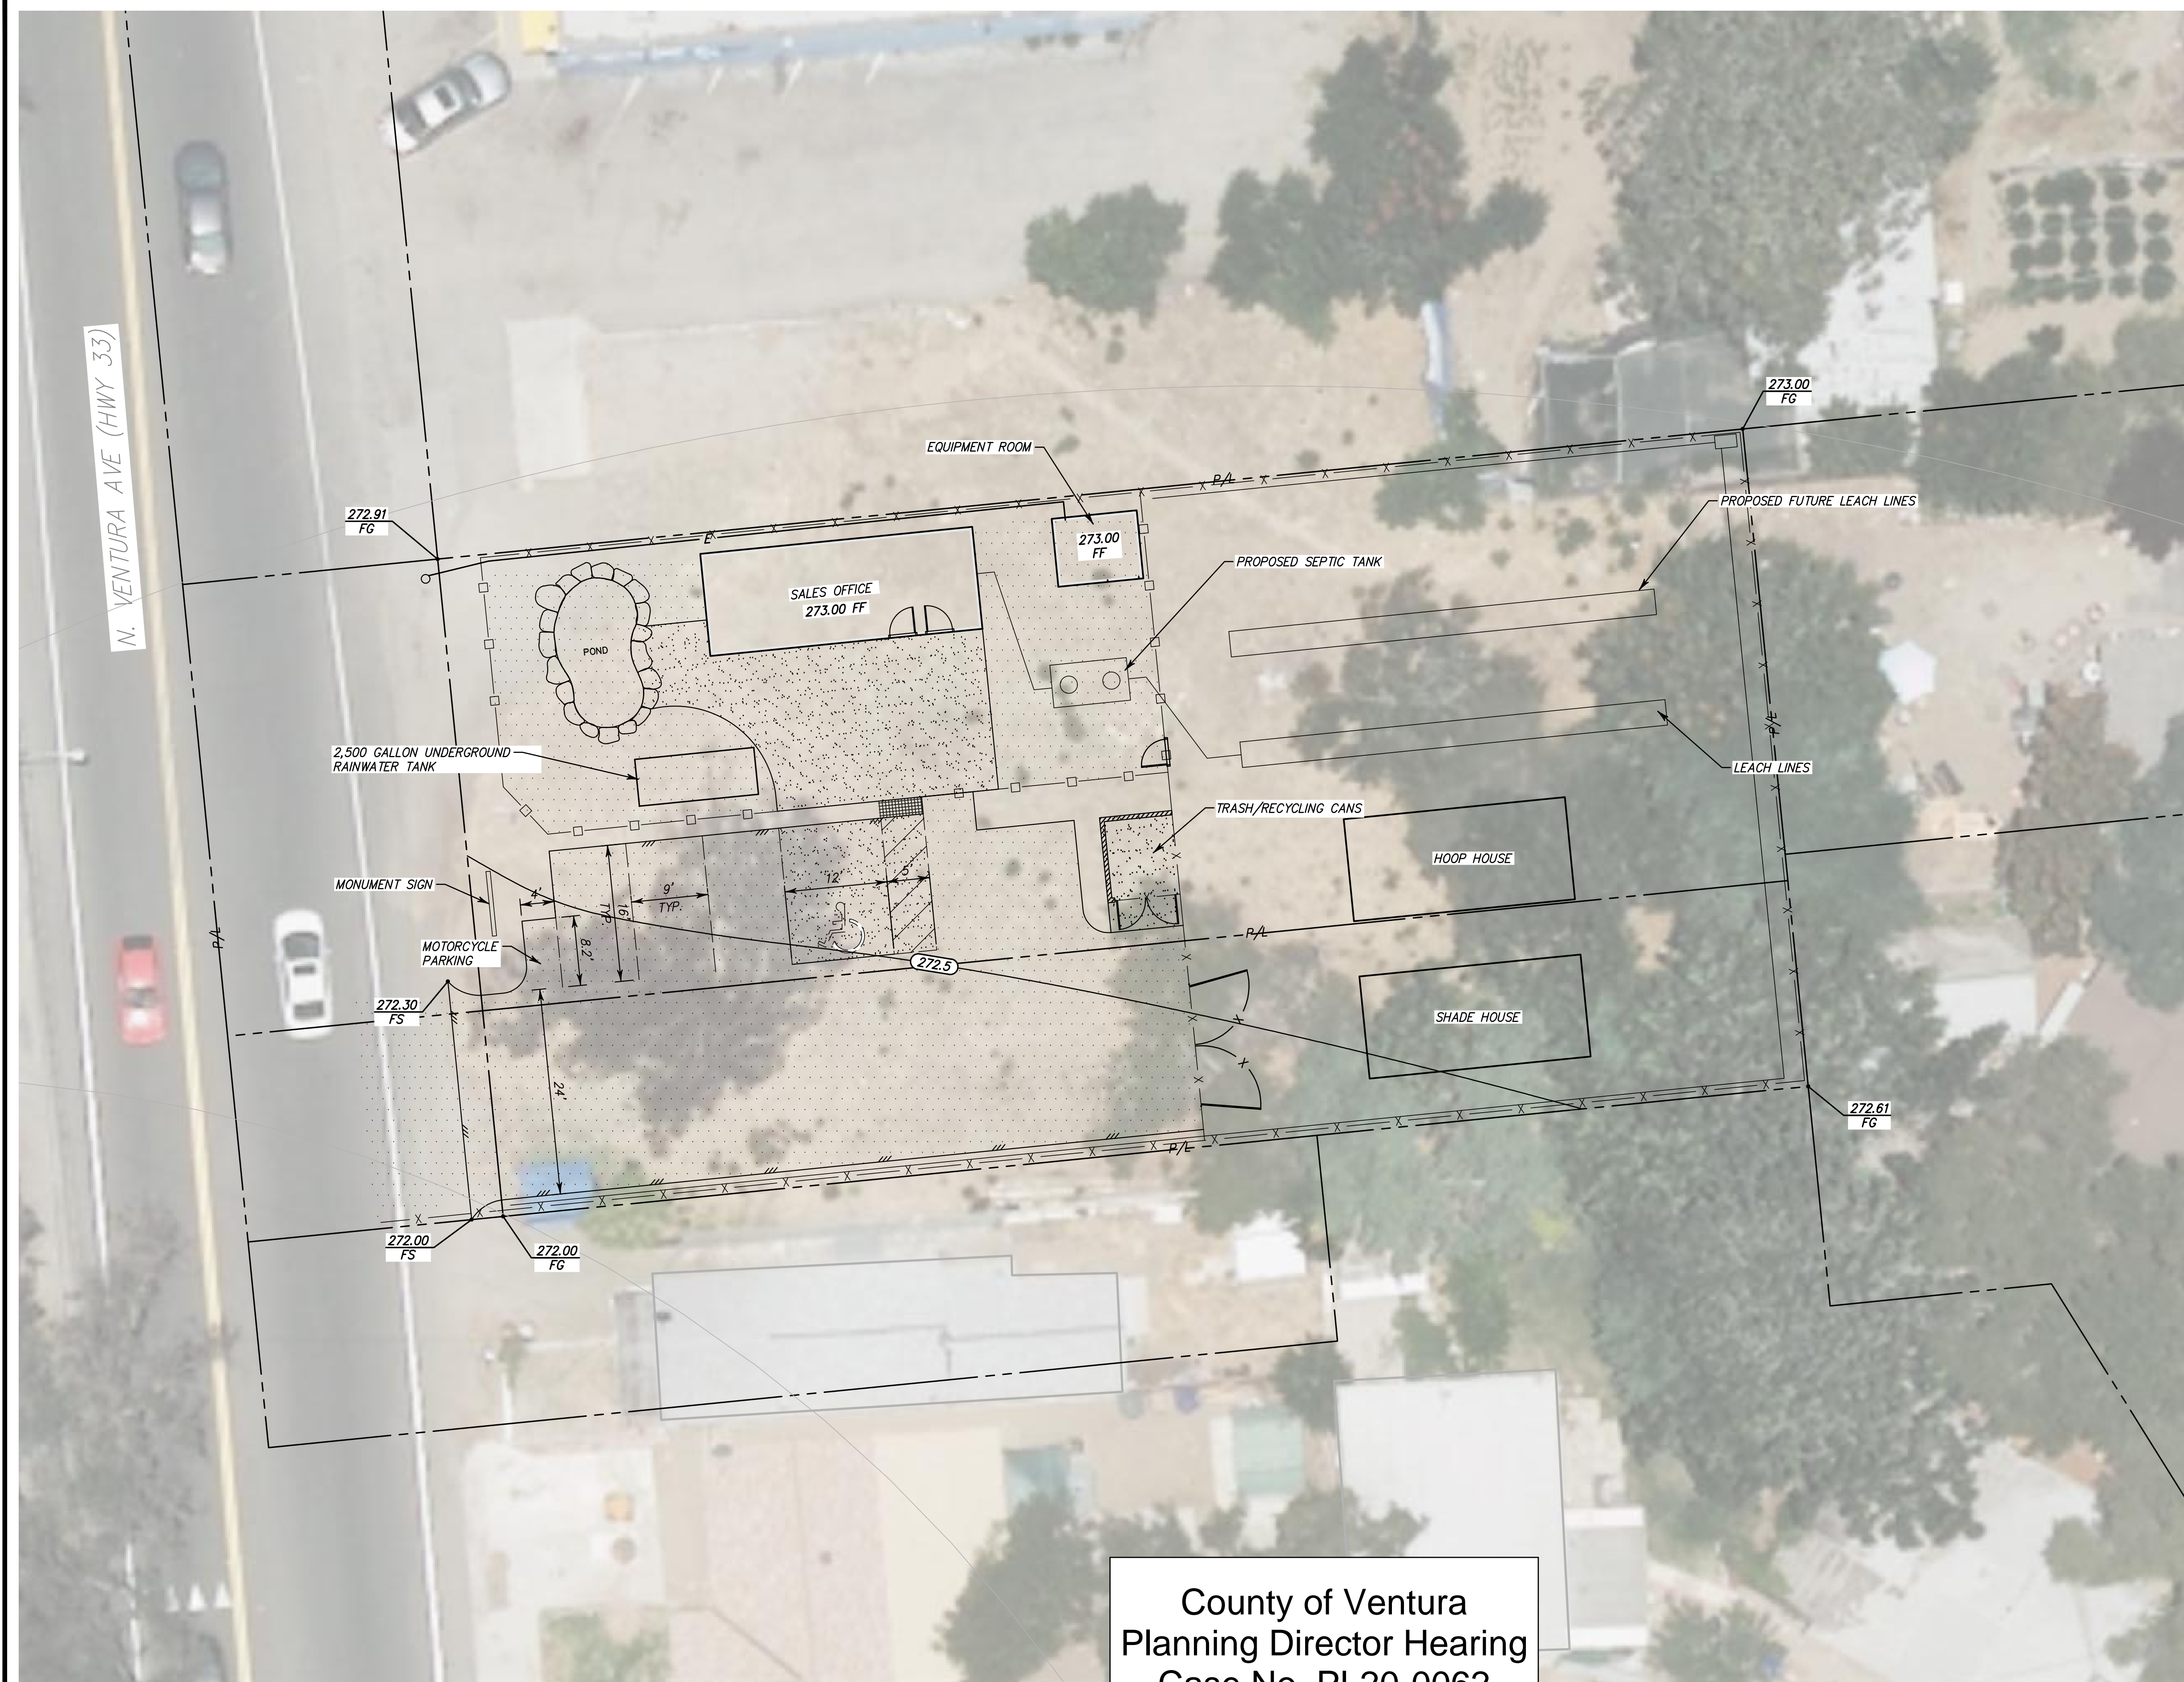 N. VENTURA AVE (HWY 33)
273.00
FG
EQUIPMENT ROOM
P/L
PROPOSED FUTURE LEACH LINES
272.91
FG
E
273.00
FF
PROPOSED SEPTIC TANK
SALES OFFICE
273.00 FF
POND
P/L
2,500 GALLON UNDERGROUND
RAINWATER TANK
LEACH LINES
TRASH/RECYCLING CANS
HOOP HOUSE
MONUMENT SIGN
4'
16'
TYP.
9'
TYP.
12'
5'
8.2'
P/L
P/L
MOTORCYCLE
PARKING
272.5
272.30
FS
SHADE HOUSE
24'
272.61
FG
P/L
272.00
FS
272.00
FG
County of Ventura
Planning Director Hearing
Case No. PL20-0062